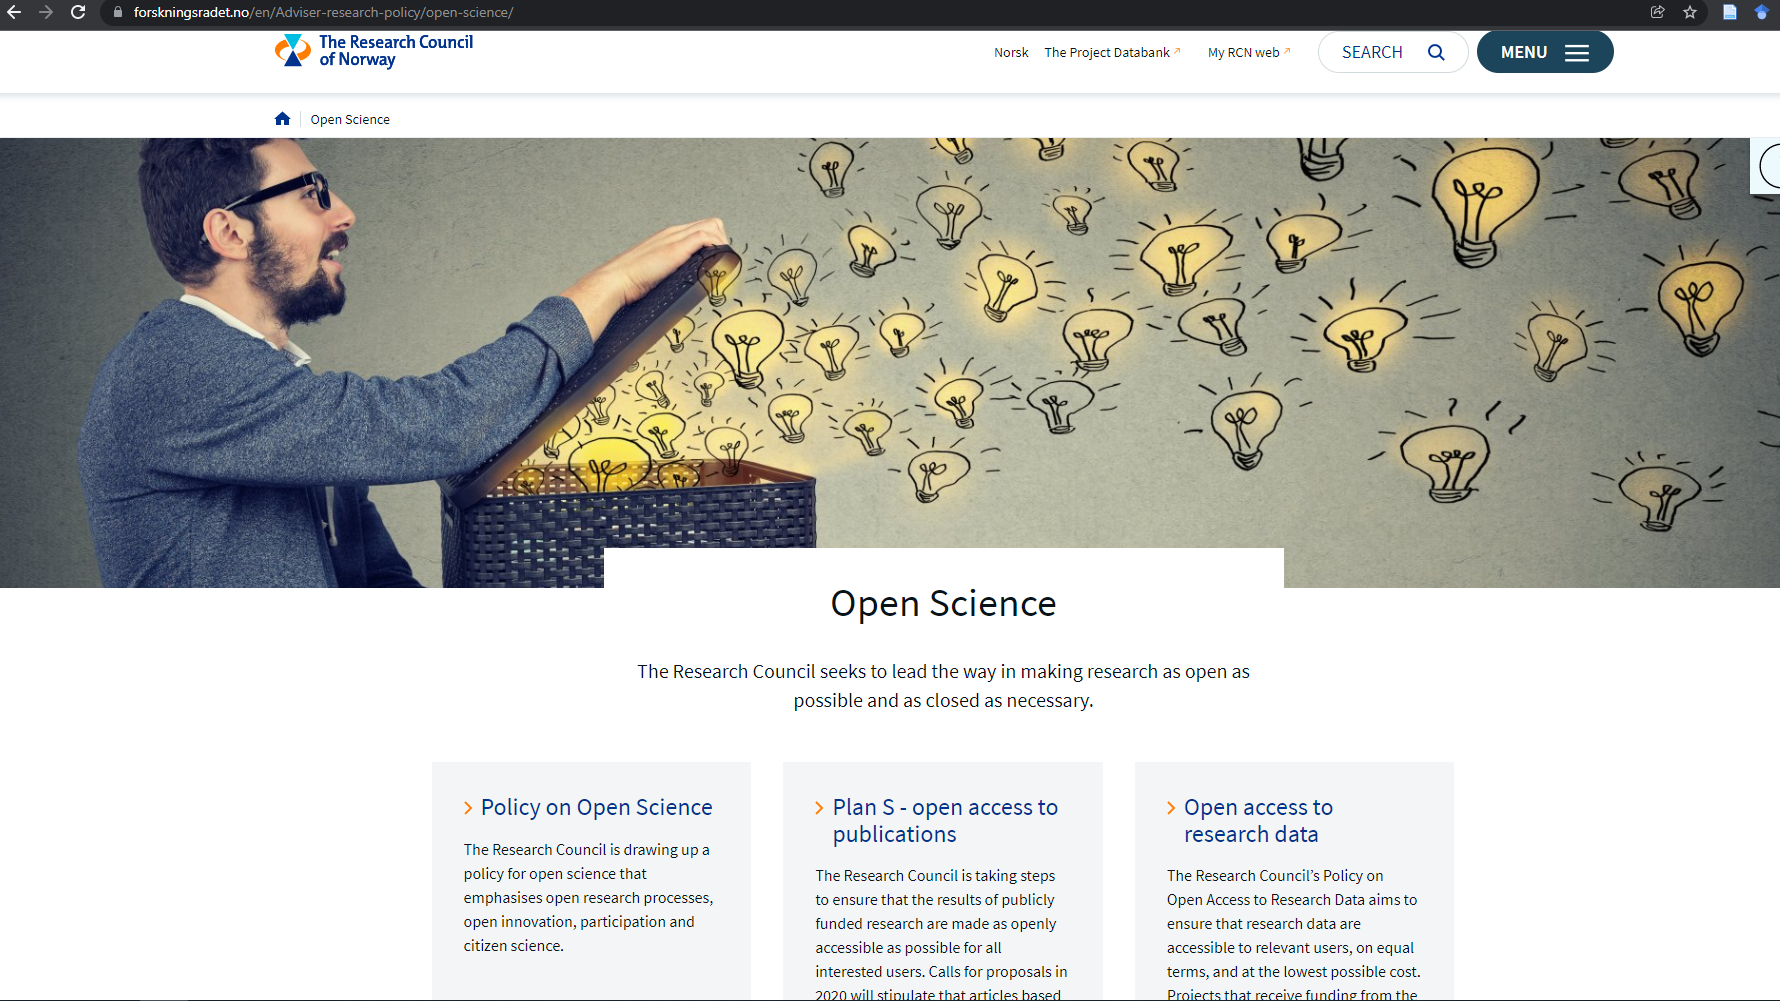 forskningsradet.no/en/Adviser-research-policy/open-science/
The Research Council
of Norway
Norsk
The Project Databank
My RCN web
SEARCH
MENU
Open Science
Open Science
The Research Council seeks to lead the way in making research as open as
possible and as closed as necessary.
Policy on Open Science
The Research Council is drawing up a
policy for open science that
emphasises open research processes,
open innovation, participation and
citizen science.
Plan S - open access to
publications
The Research Council is taking steps
to ensure that the results of publicly
funded research are made as openly
accessible as possible for all
interested users. Calls for proposals in
2020 will stipulate that articles based
Open access to
research data
The Research Council’s Policy on
Open Access to Research Data aims to
ensure that research data are
accessible to relevant users, on equal
terms, and at the lowest possible cost.
Projects that receive funding from the